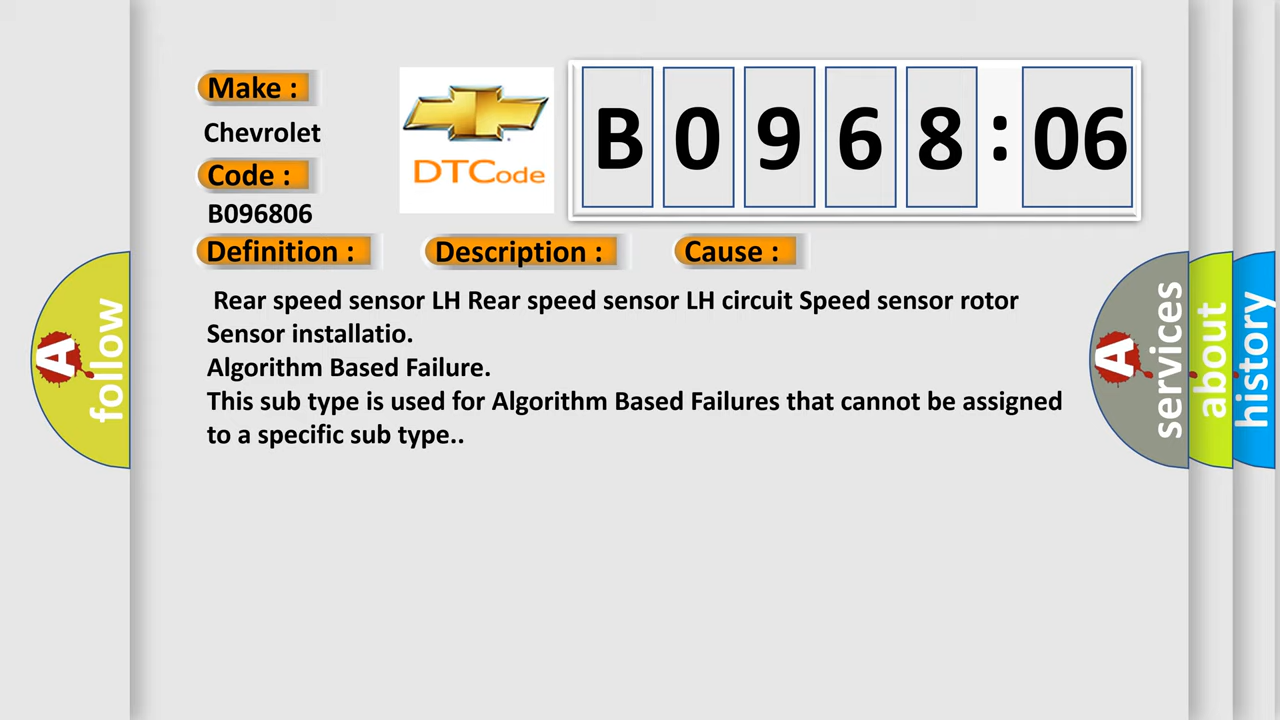 Make :
Chevrolet
Code :
B096806
DTCode
B 0 9 6 8 : 06
Definition :
Description :
Cause :
Rear speed sensor LH Rear speed sensor LH circuit Speed sensor rotor
Sensor installatio.
Algorithm Based Failure.
This sub type is used for Algorithm Based Failures that cannot be assigned
to a specific sub type..
A
follow
A
services
about
history